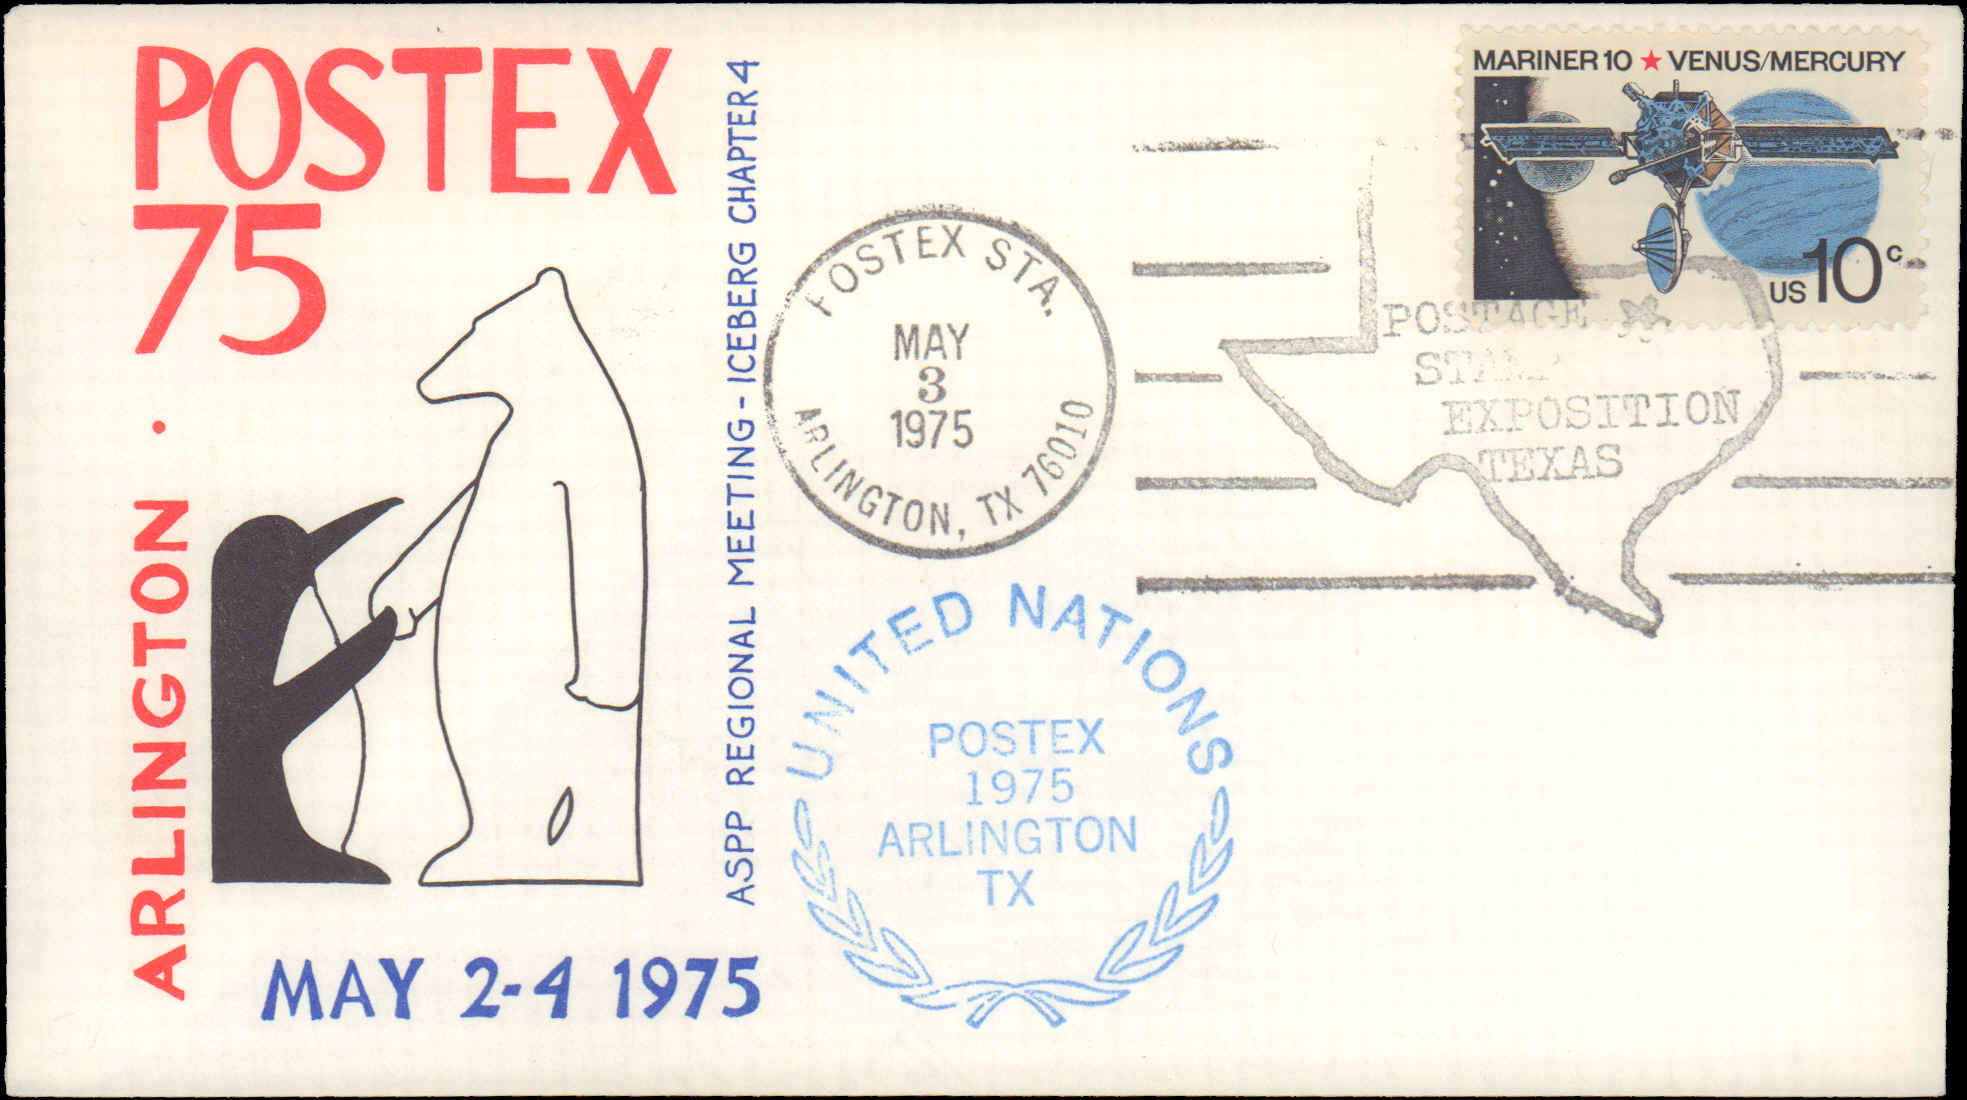 POSTEX
75
ARLINGTON .
MAY 2-4 1975
ASPP REGIONAL MEETING - ICEBERG CHAPTER 4
POSTEX STA.
MAY
3
1975
ARLINGTON, TX 76010
MARINER 10 ★ VENUS/MERCURY
US 10c
POSTAGE
STAMP
EXPOSITION
TEXAS
UNITED NATIONS
POSTEX
1975
ARLINGTON
TX